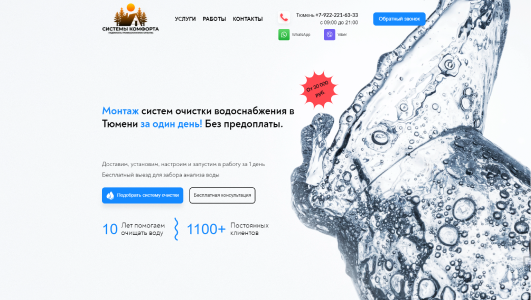 СИСТЕМЫ КОМФОРТА
УСЛУГИ РАБОТЫ КОНТАКТЫ
Тюмень +7-922-221-63-33
с 09:00 до 21:00
WhatsApp
Viber
Обратный звонок
От 30 000
руб.
Монтаж систем очистки водоснабжения в
Тюмени за один день! Без предоплаты.
Доставим, установим, настроим и запустим в работу за 1 день
Бесплатный выезд для забора анализа воды
Подобрать систему очистки
Бесплатная консультация
10 Лет помогаем
очищать воду
1100+ Постоянных
клиентов